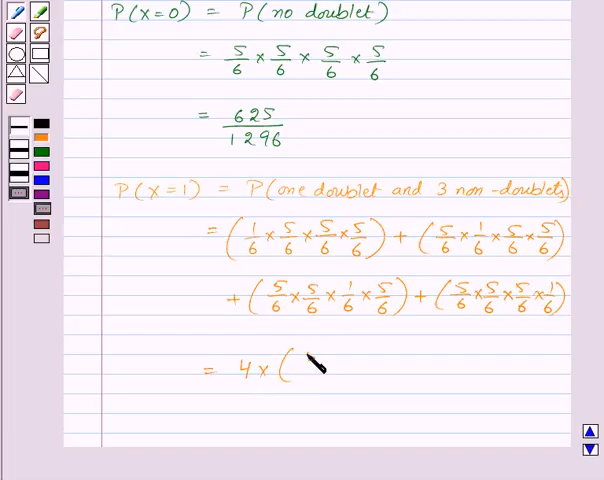 P(X=0) = P(no doublet)
= 5/6 × 5/6 × 5/6 × 5/6
= 625/1296
P(X=1) = P(one doublet and 3 non-doublets)
= (1/6 × 5/6 × 5/6 × 5/6) + (5/6 × 1/6 × 5/6 × 5/6)
+ (5/6 × 5/6 × 1/6 × 5/6) + (5/6 × 5/6 × 5/6 × 1/6)
= 4 × (